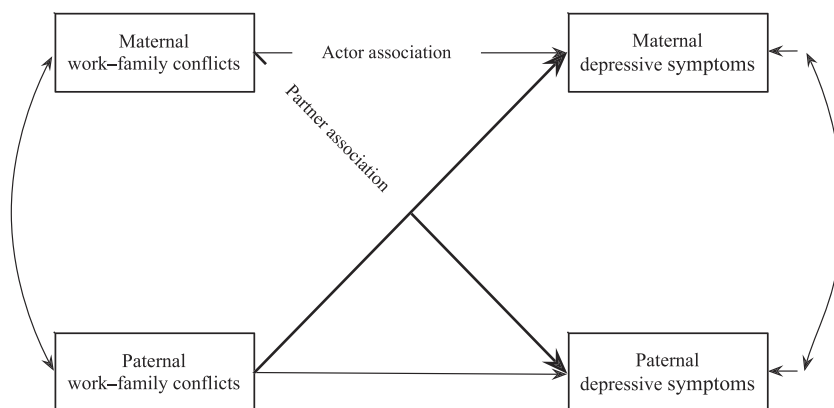 Maternal
work–family conflicts
Actor association
Maternal
depressive symptoms
Partner association
Paternal
work–family conflicts
Paternal
depressive symptoms